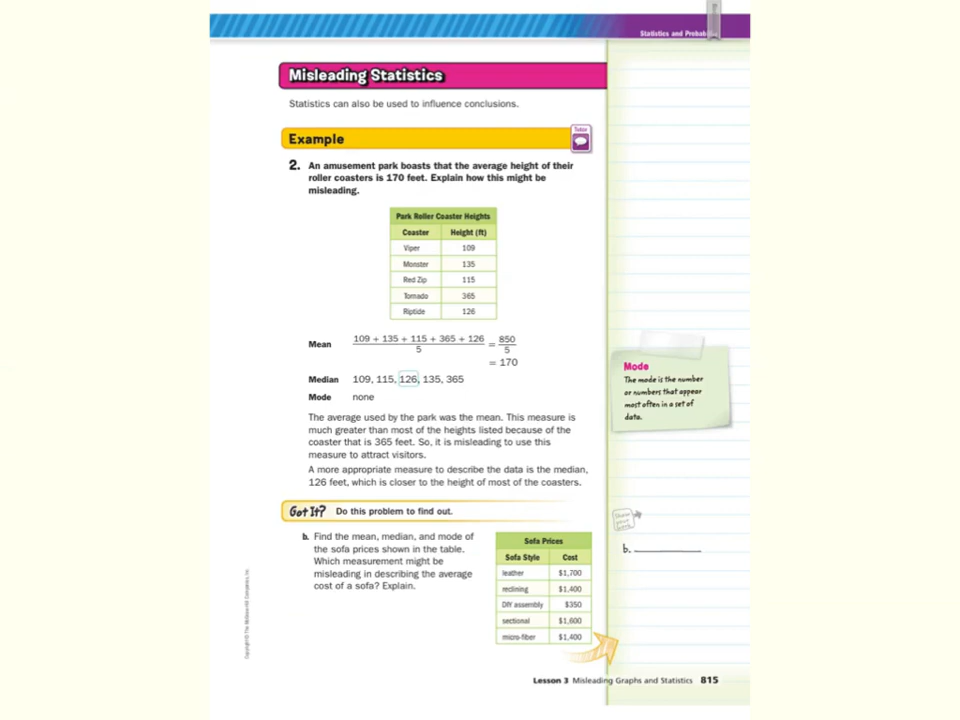 Statistics and Probab
Misleading Statistics
Statistics can also be used to influence conclusions.
Example
Tutor
2. An amusement park boasts that the average height of their
roller coasters is 170 feet. Explain how this might be
misleading.
Park Roller Coaster Heights
Coaster Height (ft)
Viper 109
Monster 135
Red Zip 115
Tornado 365
Riptide 126
Mean 109 + 135 + 115 + 365 + 126 / 5 = 850 / 5
= 170
Median 109, 115, 126, 135, 365
Mode none
The average used by the park was the mean. This measure is
much greater than most of the heights listed because of the
coaster that is 365 feet. So, it is misleading to use this
measure to attract visitors.
A more appropriate measure to describe the data is the median,
126 feet, which is closer to the height of most of the coasters.
Mode
The mode is the number
or numbers that appear
most often in a set of
data.
Got It? Do this problem to find out.
b. Find the mean, median, and mode of
the sofa prices shown in the table.
Which measurement might be
misleading in describing the average
cost of a sofa? Explain.
Sofa Prices
Sofa Style Cost
leather $1,700
reclining $1,400
DIY assembly $350
sectional $1,600
micro-fiber $1,400
Show
your
work.
b. ___________
Copyright © The McGraw-Hill Companies, Inc.
Lesson 3 Misleading Graphs and Statistics 815